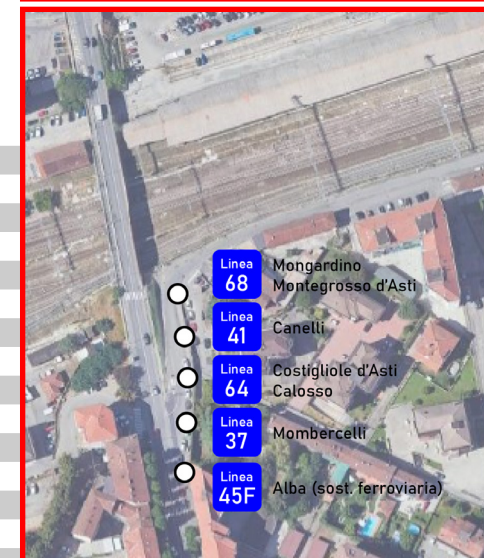 Linea
68
Mongardino
Montegrosso d'Asti
Linea
41
Canelli
Linea
64
Costigliole d'Asti
Calosso
Linea
37
Mombercelli
Linea
45F
Alba (sost. ferroviaria)